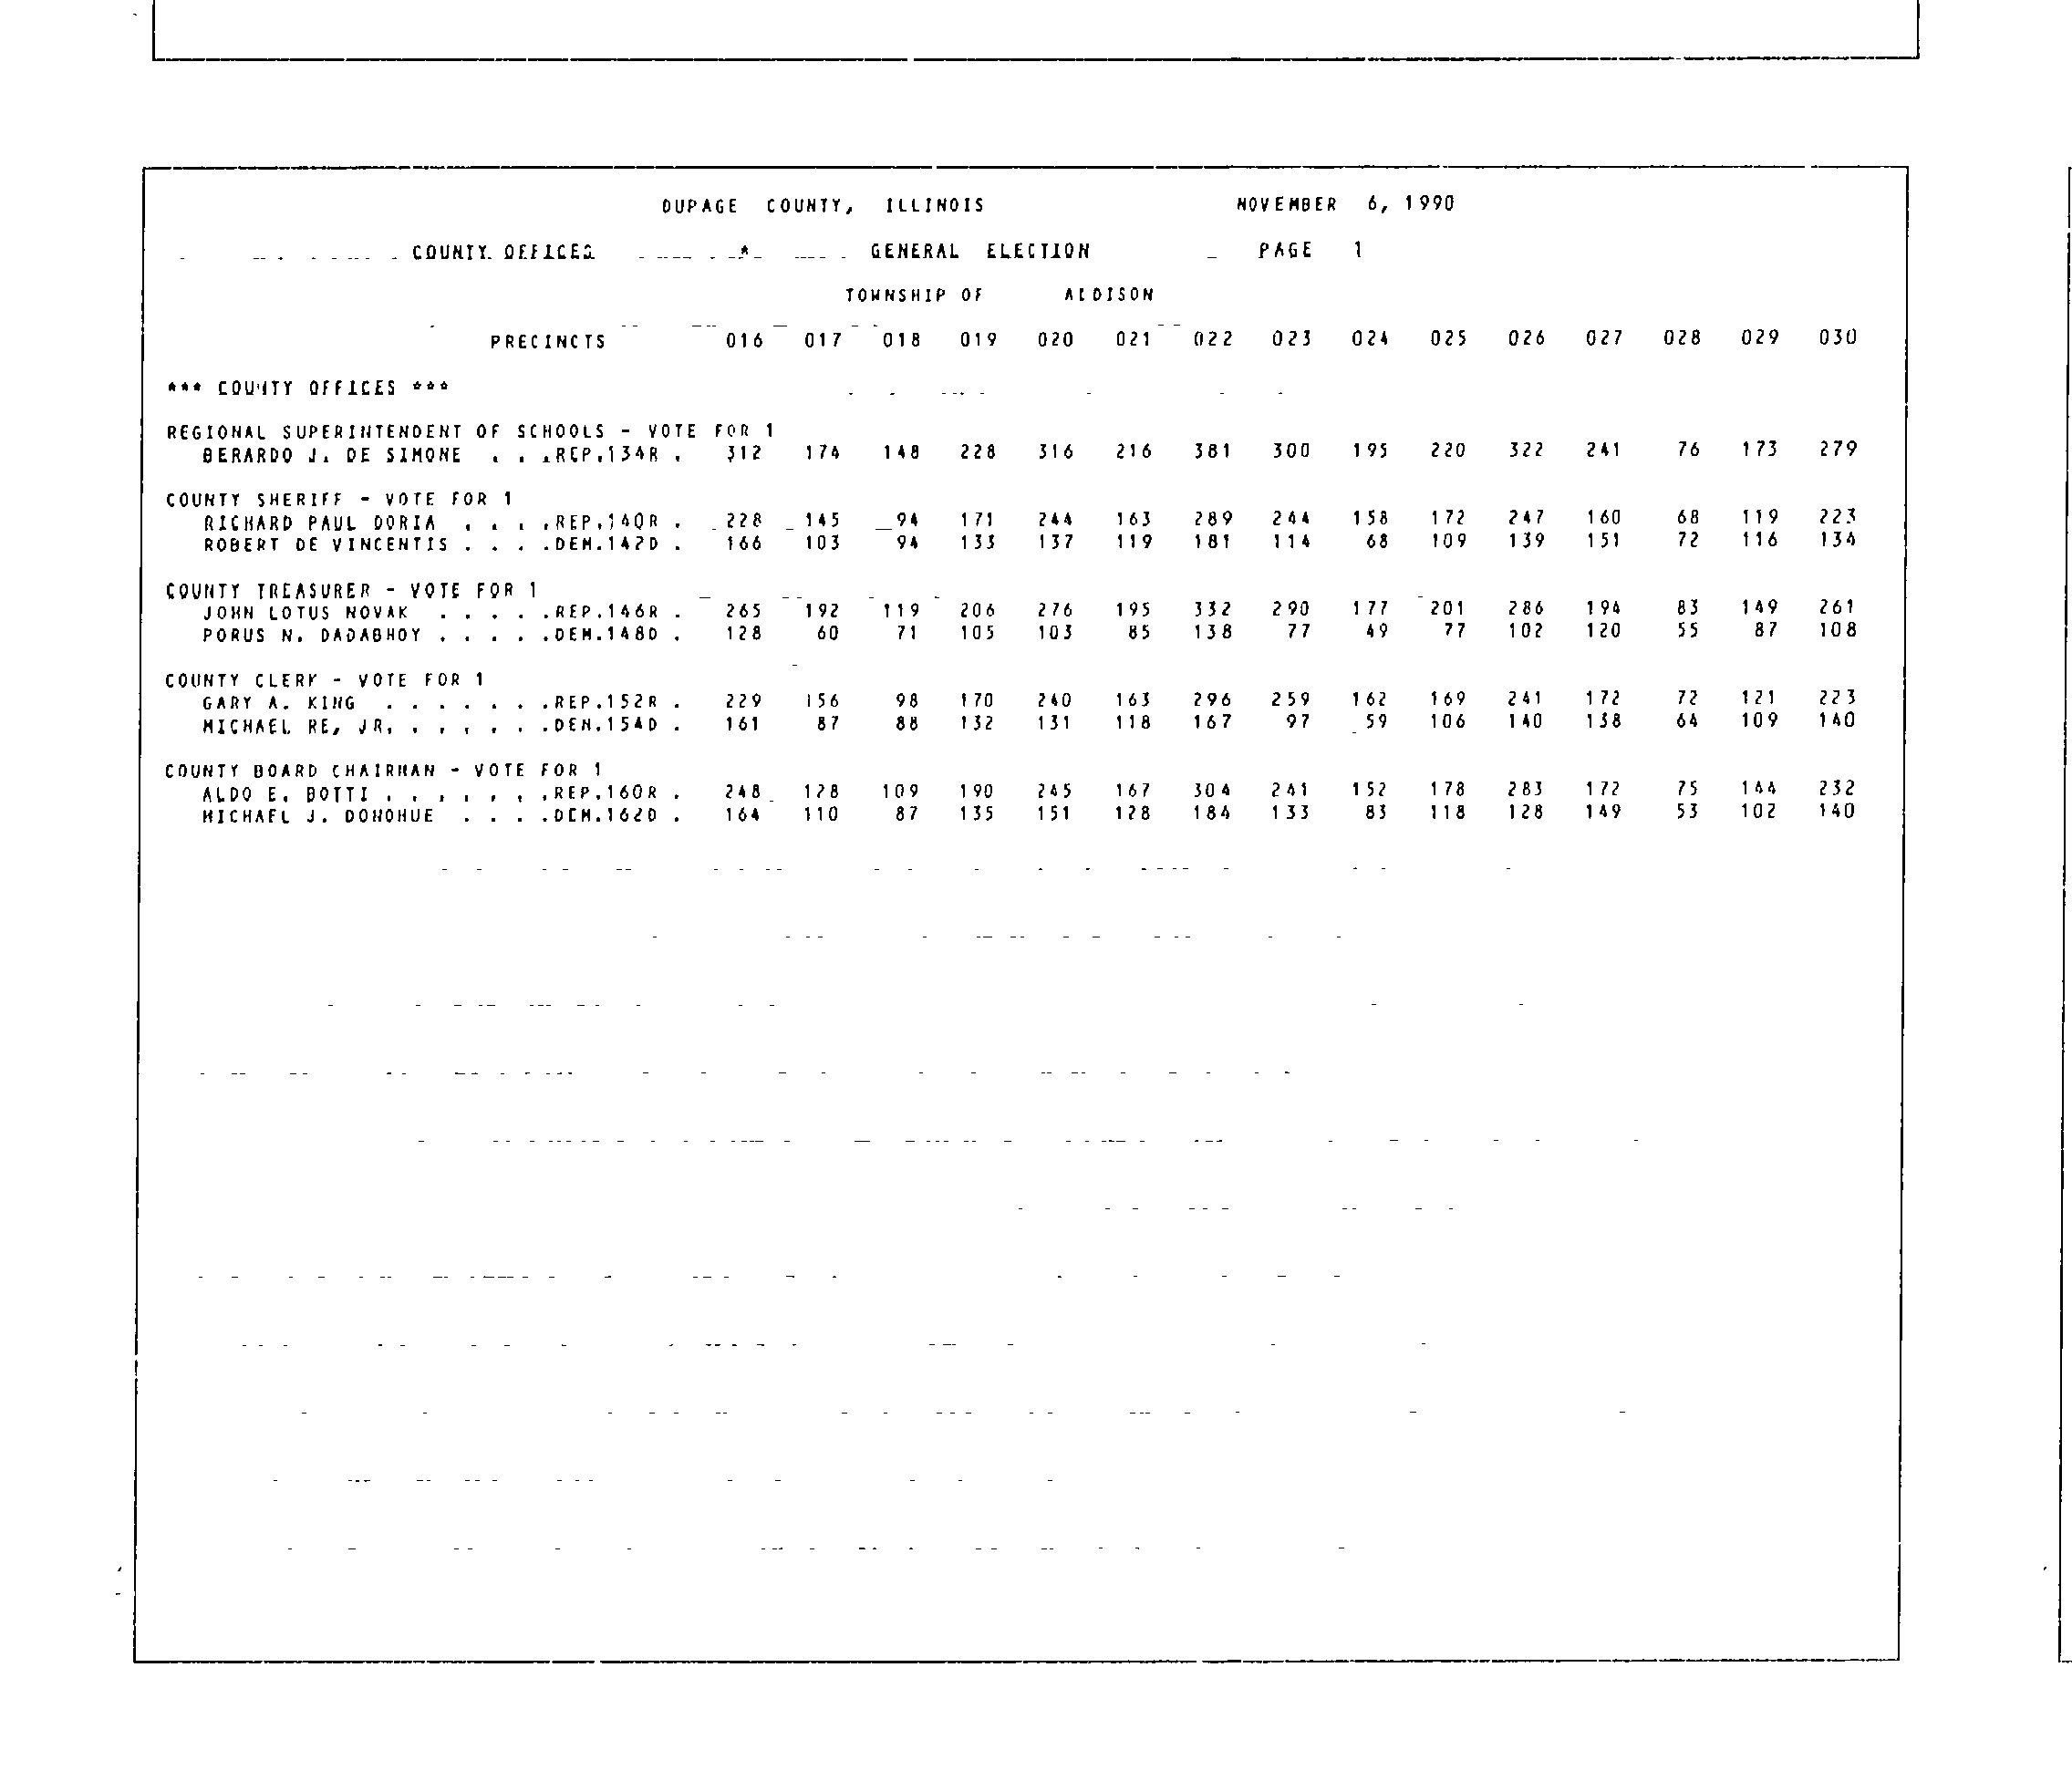 DUPAGE COUNTY, ILLINOIS NOVEMBER 6, 1990
COUNTY OFFICES * GENERAL ELECTION PAGE 1
TOWNSHIP OF ADDISON
PRECINCTS 016 017 018 019 020 021 022 023 024 025 026 027 028 029 030
*** COUNTY OFFICES ***
REGIONAL SUPERINTENDENT OF SCHOOLS - VOTE FOR 1
BERARDO J. DE SIMONE . . .REP.134R . 312 174 148 228 316 216 381 300 195 220 322 241 76 173 279
COUNTY SHERIFF - VOTE FOR 1
RICHARD PAUL DORIA . . . .REP.140R . 228 145 94 171 244 163 289 244 158 172 247 160 68 119 223
ROBERT DE VINCENTIS . . . .DEM.142D . 166 103 94 133 137 119 181 114 68 109 139 151 72 116 134
COUNTY TREASURER - VOTE FOR 1
JOHN LOTUS NOVAK . . . . .REP.146R . 265 192 119 206 276 195 332 290 177 201 286 194 83 149 261
PORUS N. DADABHOY . . . . .DEM.148D . 128 60 71 105 103 85 138 77 49 77 102 120 55 87 108
COUNTY CLERK - VOTE FOR 1
GARY A. KING . . . . . . .REP.152R . 229 156 98 170 240 163 296 259 162 169 241 172 72 121 223
MICHAEL RE, JR. . . . . . .DEM.154D . 161 87 88 132 131 118 167 97 59 106 140 138 64 109 140
COUNTY BOARD CHAIRMAN - VOTE FOR 1
ALDO E. BOTTI . . . . . . .REP.160R . 248 128 109 190 245 167 304 241 152 178 283 172 75 144 232
MICHAEL J. DONOHUE . . . .DEM.162D . 164 110 87 135 151 128 184 133 83 118 128 149 53 102 140